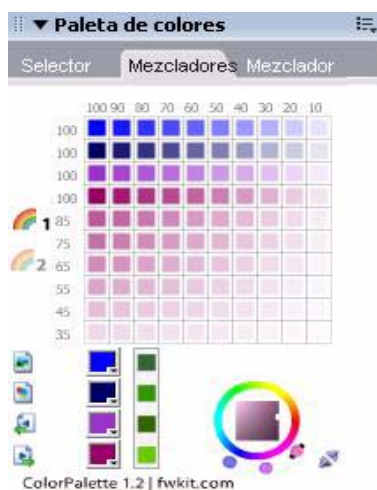 Paleta de colores
Selector Mezcladores Mezclador
100 90 80 70 60 50 40 30 20 10
100
100
100
100
1 85
75
2 65
55
45
35
ColorPalette 1.2 | fwkit.com